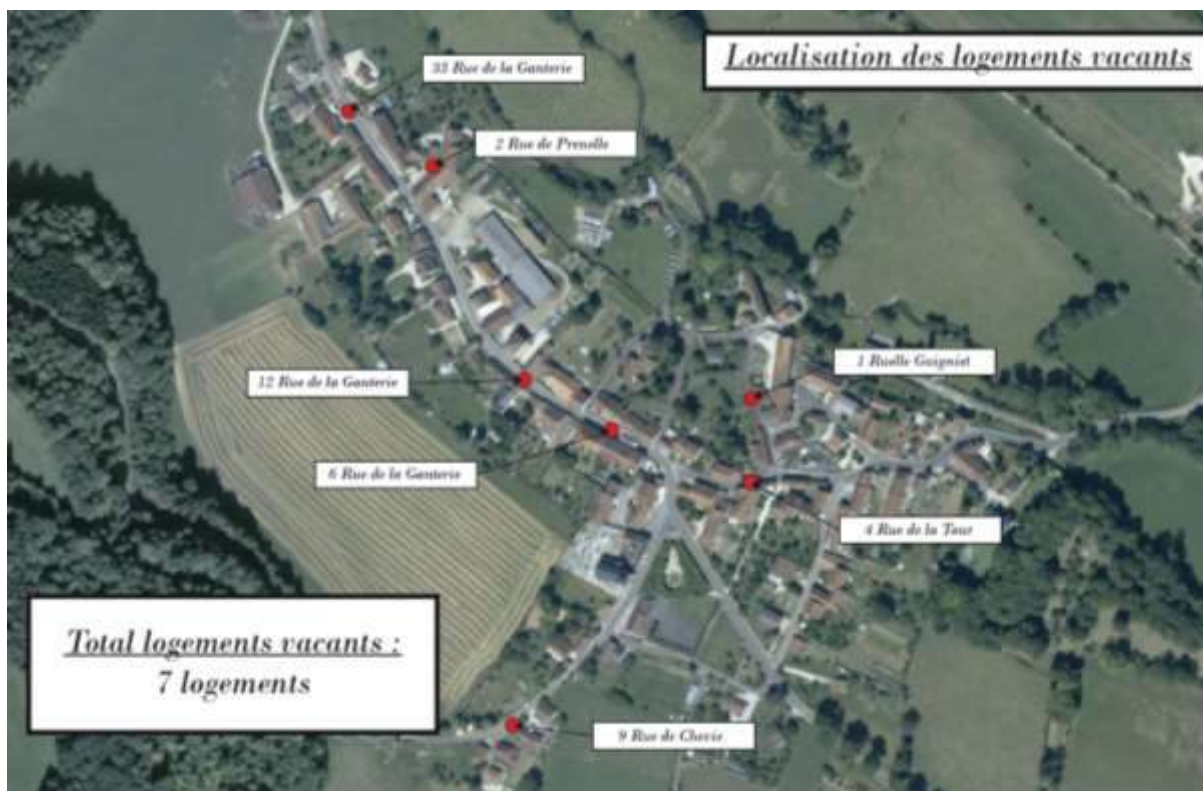 Localisation des logements vacants
33 Rue de la Ganterie
2 Rue de Prenelle
1 Ruelle Guigniat
12 Rue de la Ganterie
6 Rue de la Ganterie
4 Rue de la Tour
Total logements vacants :
7 logements
9 Rue de Chevie